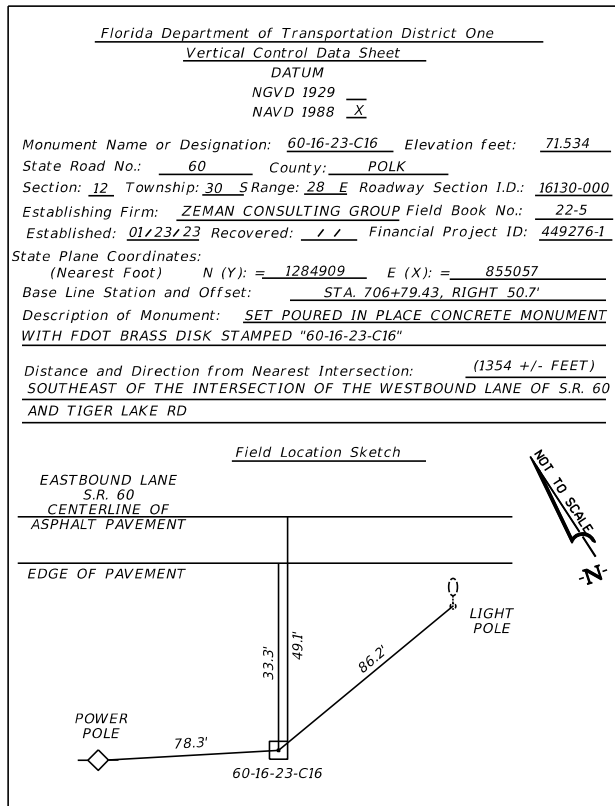 Florida Department of Transportation District One
Vertical Control Data Sheet
DATUM
NGVD 1929
NAVD 1988 X
Monument Name or Designation: 60-16-23-C16 Elevation feet: 71.534
State Road No.: 60 County: POLK
Section: 12 Township: 30 S Range: 28 E Roadway Section I.D.: 16130-000
Establishing Firm: ZEMAN CONSULTING GROUP Field Book No.: 22-5
Established: 01/23/23 Recovered: / / Financial Project ID: 449276-1
State Plane Coordinates:
(Nearest Foot) N (Y): = 1284909 E (X): = 855057
Base Line Station and Offset: STA. 706+79.43, RIGHT 50.7'
Description of Monument: SET POURED IN PLACE CONCRETE MONUMENT
WITH FDOT BRASS DISK STAMPED "60-16-23-C16"
Distance and Direction from Nearest Intersection: (1354 +/- FEET)
SOUTHEAST OF THE INTERSECTION OF THE WESTBOUND LANE OF S.R. 60
AND TIGER LAKE RD
Field Location Sketch
EASTBOUND LANE
S.R. 60
CENTERLINE OF
ASPHALT PAVEMENT
NOT TO SCALE
-N-
EDGE OF PAVEMENT
LIGHT
POLE
33.3'
49.1'
86.2'
POWER
POLE
78.3'
60-16-23-C16